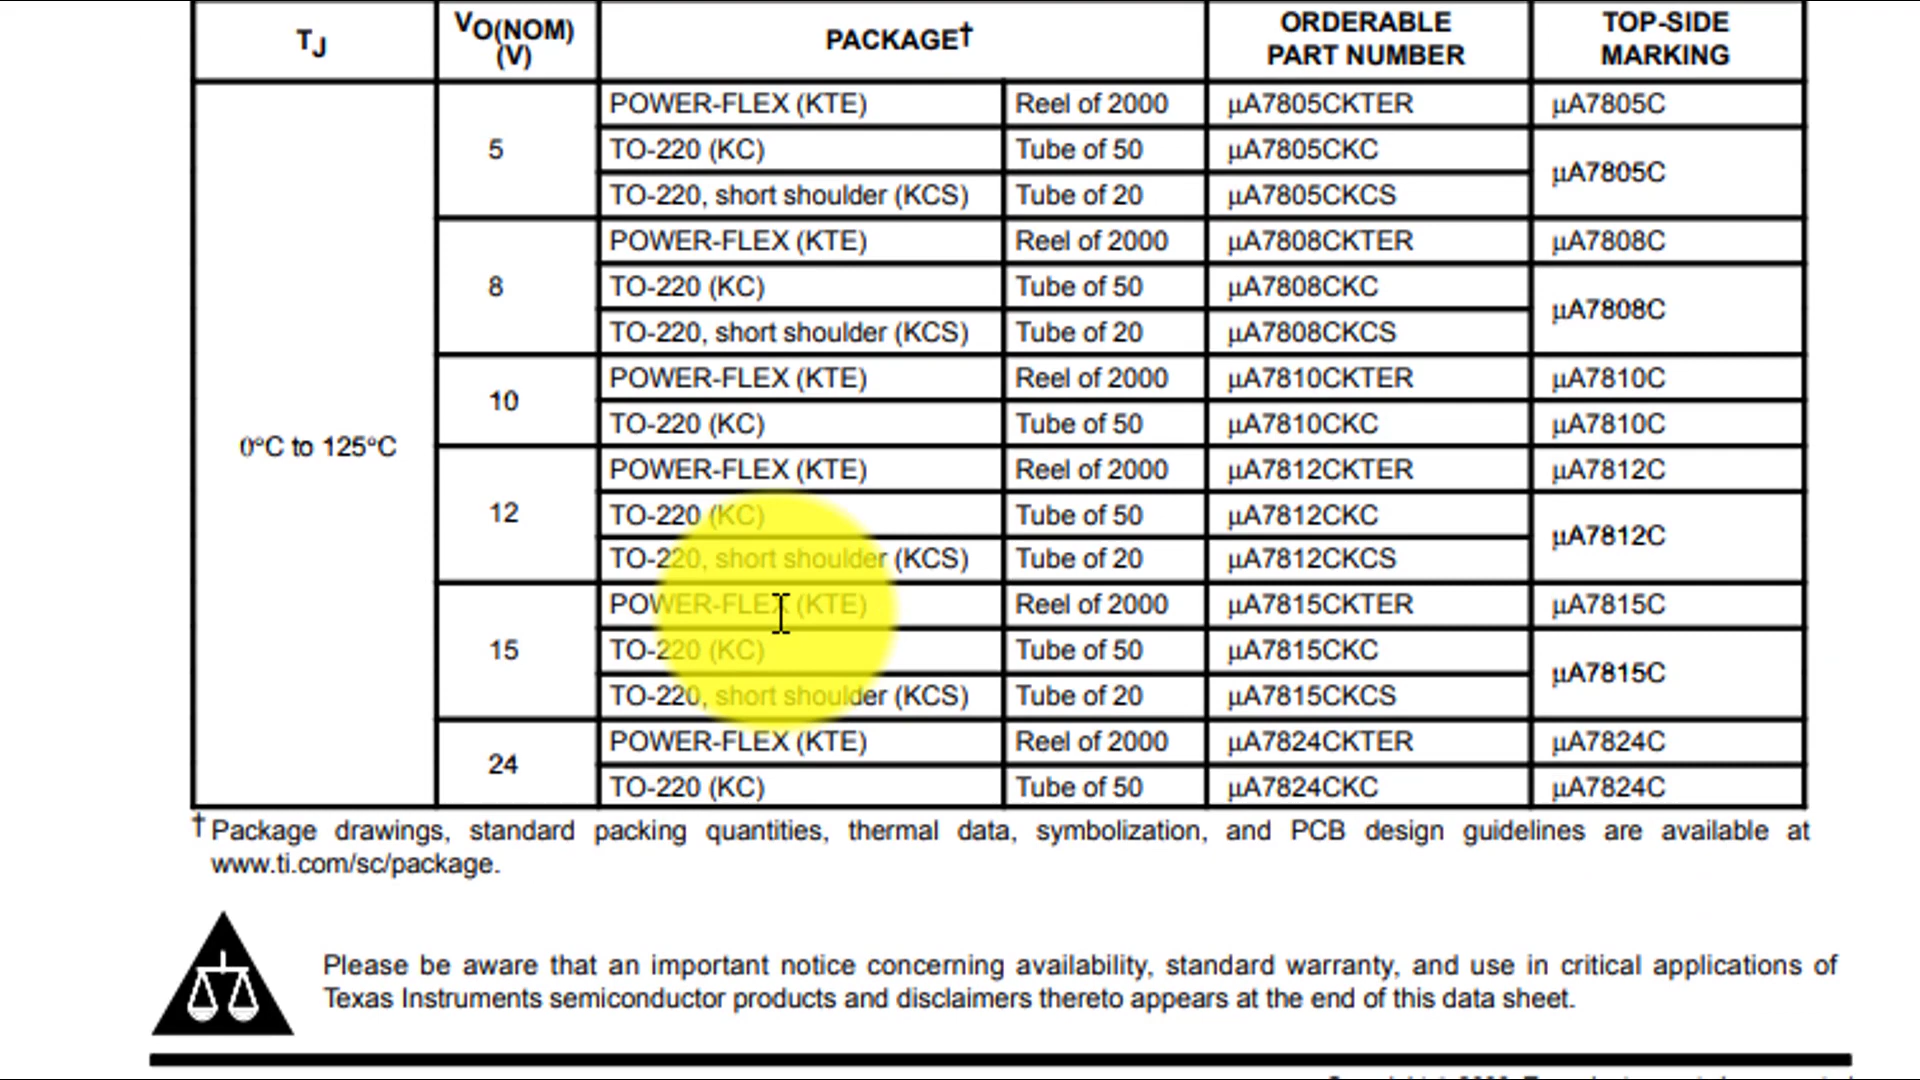 TJ VO(NOM) (V) PACKAGE† ORDERABLE PART NUMBER TOP-SIDE MARKING
0°C to 125°C
5 POWER-FLEX (KTE) Reel of 2000 µA7805CKTER µA7805C
TO-220 (KC) Tube of 50 µA7805CKC µA7805C
TO-220, short shoulder (KCS) Tube of 20 µA7805CKCS
8 POWER-FLEX (KTE) Reel of 2000 µA7808CKTER µA7808C
TO-220 (KC) Tube of 50 µA7808CKC µA7808C
TO-220, short shoulder (KCS) Tube of 20 µA7808CKCS
10 POWER-FLEX (KTE) Reel of 2000 µA7810CKTER µA7810C
TO-220 (KC) Tube of 50 µA7810CKC µA7810C
12 POWER-FLEX (KTE) Reel of 2000 µA7812CKTER µA7812C
TO-220 (KC) Tube of 50 µA7812CKC µA7812C
TO-220, short shoulder (KCS) Tube of 20 µA7812CKCS
15 POWER-FLEX (KTE) Reel of 2000 µA7815CKTER µA7815C
TO-220 (KC) Tube of 50 µA7815CKC µA7815C
TO-220, short shoulder (KCS) Tube of 20 µA7815CKCS
24 POWER-FLEX (KTE) Reel of 2000 µA7824CKTER µA7824C
TO-220 (KC) Tube of 50 µA7824CKC µA7824C
† Package drawings, standard packing quantities, thermal data, symbolization, and PCB design guidelines are available at
www.ti.com/sc/package.
Please be aware that an important notice concerning availability, standard warranty, and use in critical applications of
Texas Instruments semiconductor products and disclaimers thereto appears at the end of this data sheet.